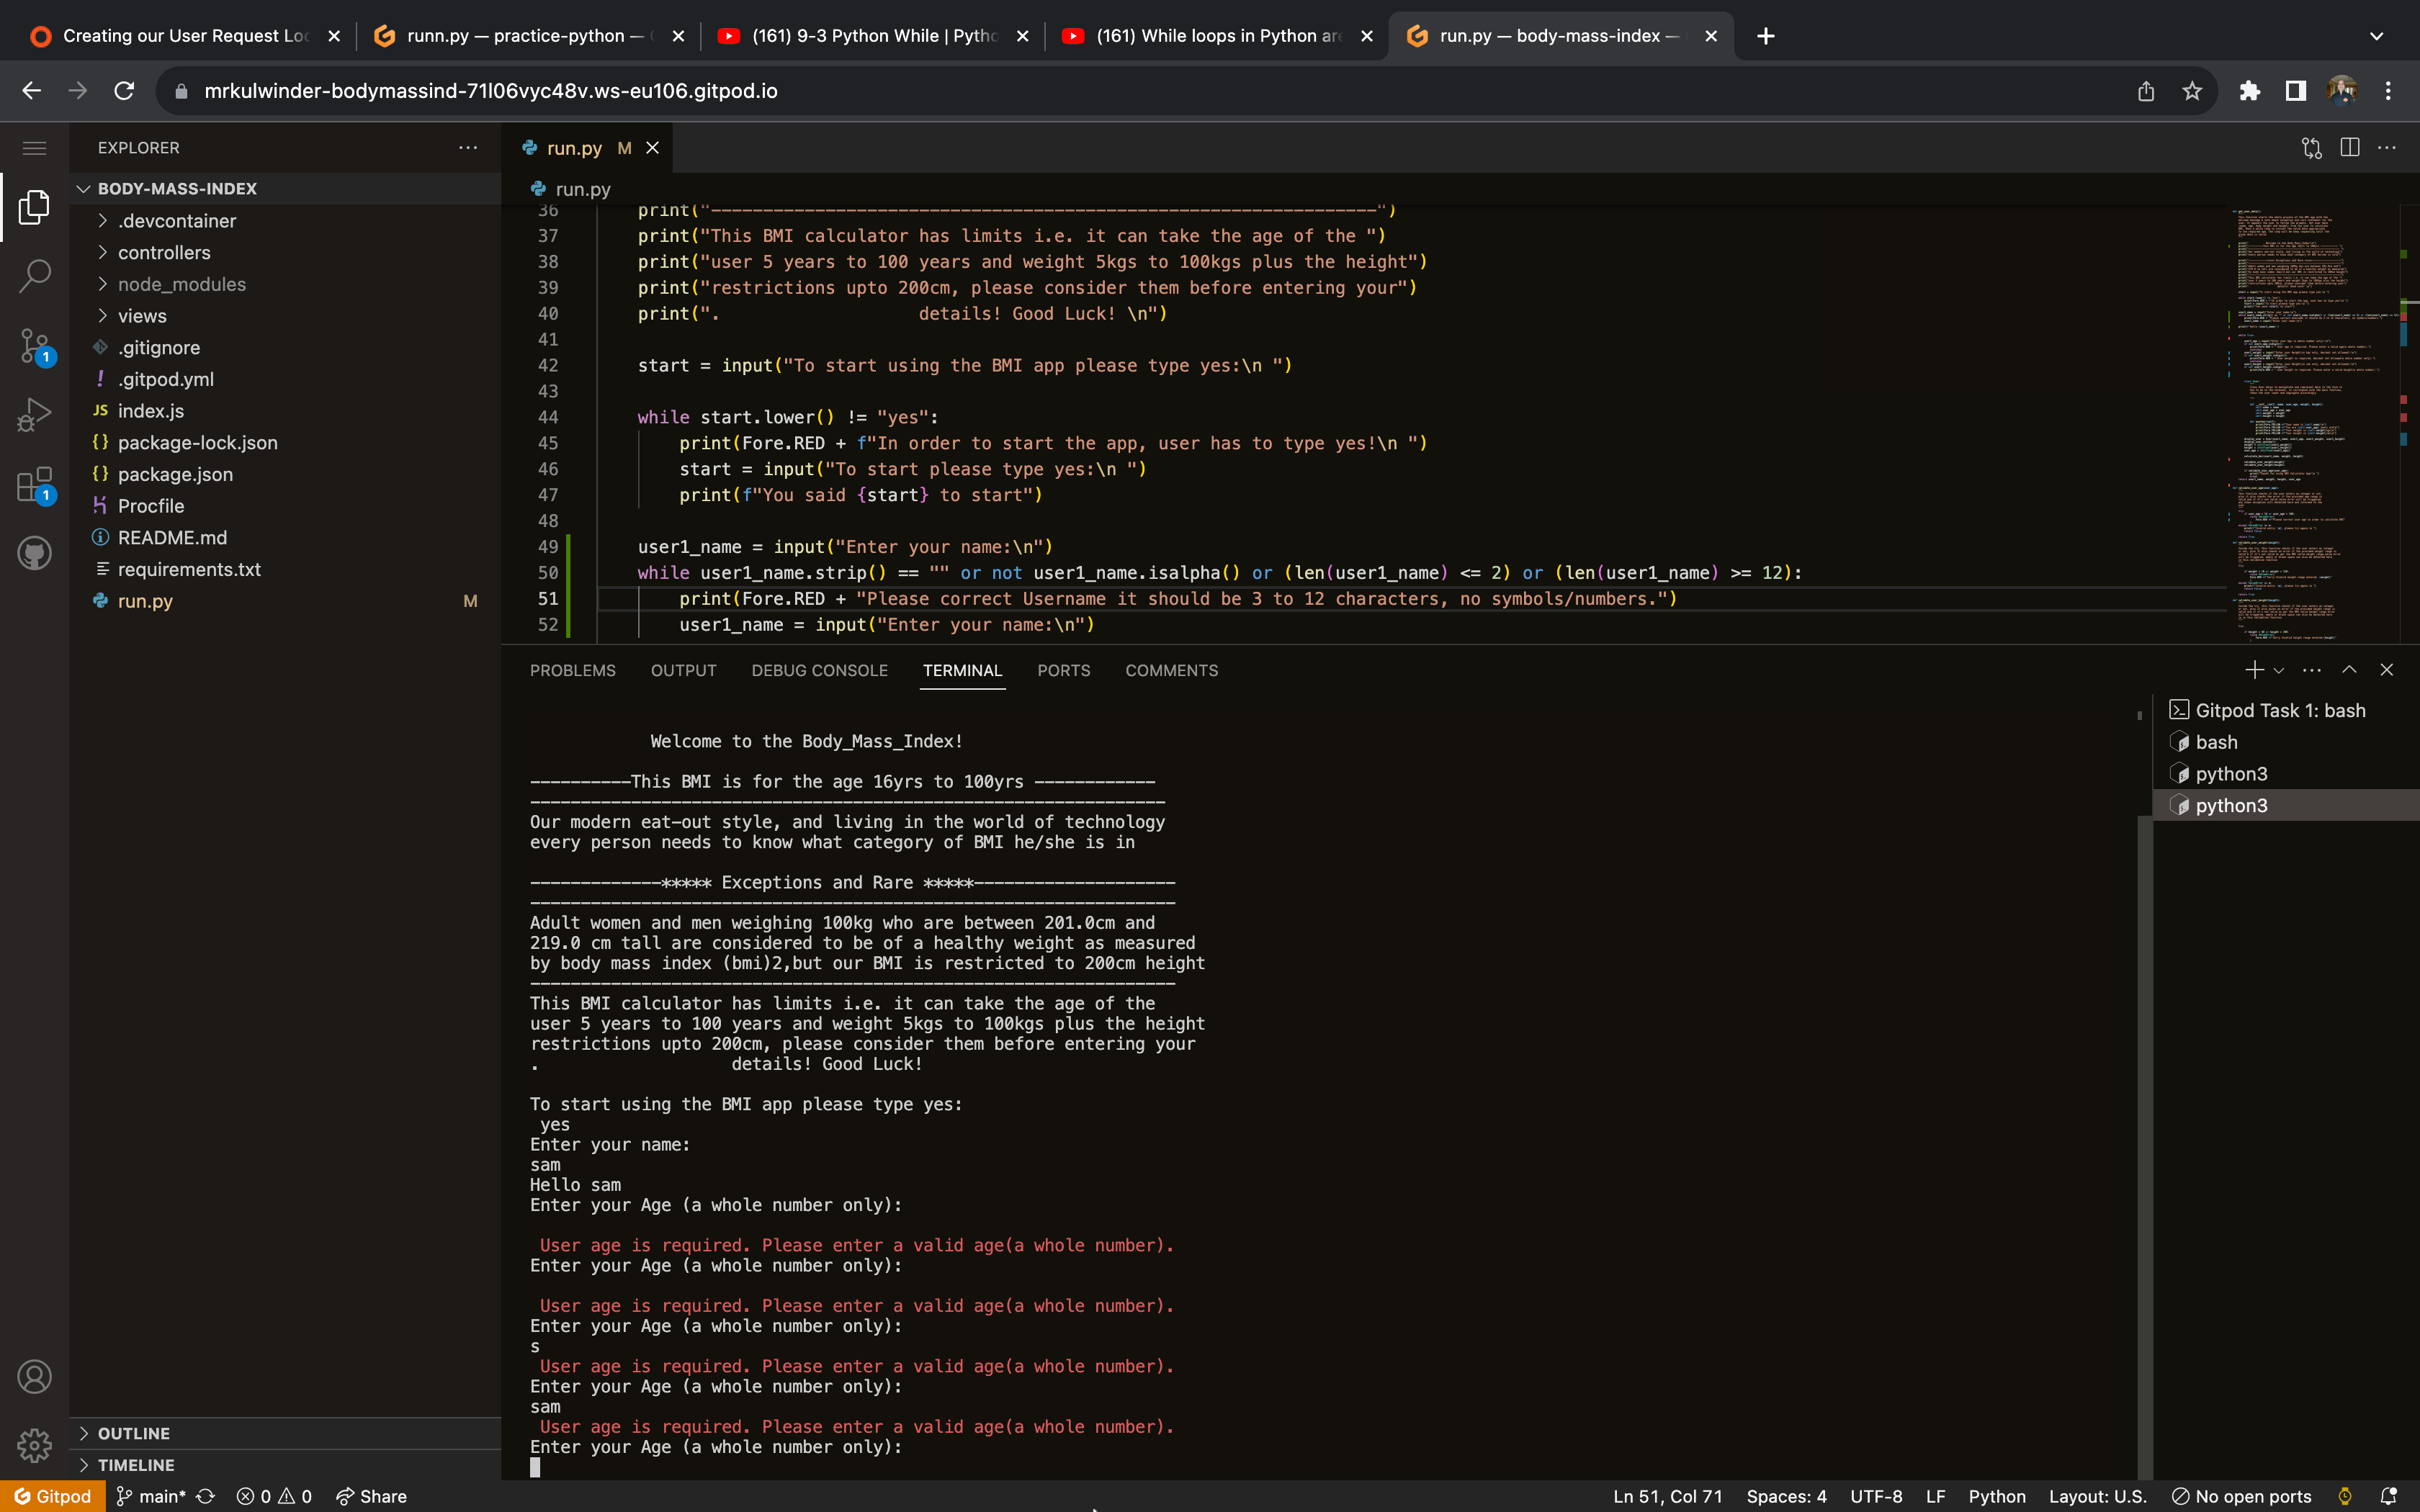 Creating our User Request Lo
runn.py — practice-python —
(161) 9-3 Python While | Pytho
(161) While loops in Python are
run.py — body-mass-index —
mrkulwinder-bodymassind-71l06vyc48v.ws-eu106.gitpod.io
EXPLORER
BODY-MASS-INDEX
.devcontainer
controllers
node_modules
views
.gitignore
.gitpod.yml
JS index.js
{} package-lock.json
{} package.json
Procfile
README.md
requirements.txt
run.py M
OUTLINE
TIMELINE
run.py M
run.py
36 print("----------------------------------------------------------------")
37 print("This BMI calculator has limits i.e. it can take the age of the ")
38 print("user 5 years to 100 years and weight 5kgs to 100kgs plus the height")
39 print("restrictions upto 200cm, please consider them before entering your")
40 print(".                   details! Good Luck! \n")
41
42 start = input("To start using the BMI app please type yes:\n ")
43
44 while start.lower() != "yes":
45 print(Fore.RED + f"In order to start the app, user has to type yes!\n ")
46 start = input("To start please type yes:\n ")
47 print(f"You said {start} to start")
48
49 user1_name = input("Enter your name:\n")
50 while user1_name.strip() == "" or not user1_name.isalpha() or (len(user1_name) <= 2) or (len(user1_name) >= 12):
51 print(Fore.RED + "Please correct Username it should be 3 to 12 characters, no symbols/numbers.")
52 user1_name = input("Enter your name:\n")
PROBLEMS OUTPUT DEBUG CONSOLE TERMINAL PORTS COMMENTS
Gitpod Task 1: bash
bash
python3
python3
Welcome to the Body_Mass_Index!
----------This BMI is for the age 16yrs to 100yrs ------------
---------------------------------------------------------------
Our modern eat-out style, and living in the world of technology
every person needs to know what category of BMI he/she is in
-------------***** Exceptions and Rare *****--------------------
----------------------------------------------------------------
Adult women and men weighing 100kg who are between 201.0cm and
219.0 cm tall are considered to be of a healthy weight as measured
by body mass index (bmi)2,but our BMI is restricted to 200cm height
----------------------------------------------------------------
This BMI calculator has limits i.e. it can take the age of the
user 5 years to 100 years and weight 5kgs to 100kgs plus the height
restrictions upto 200cm, please consider them before entering your
.                   details! Good Luck!
To start using the BMI app please type yes:
yes
Enter your name:
sam
Hello sam
Enter your Age (a whole number only):
User age is required. Please enter a valid age(a whole number).
Enter your Age (a whole number only):
User age is required. Please enter a valid age(a whole number).
Enter your Age (a whole number only):
s
User age is required. Please enter a valid age(a whole number).
Enter your Age (a whole number only):
sam
User age is required. Please enter a valid age(a whole number).
Enter your Age (a whole number only):
Gitpod main* 0 0 Share Ln 51, Col 71 Spaces: 4 UTF-8 LF Python Layout: U.S. No open ports